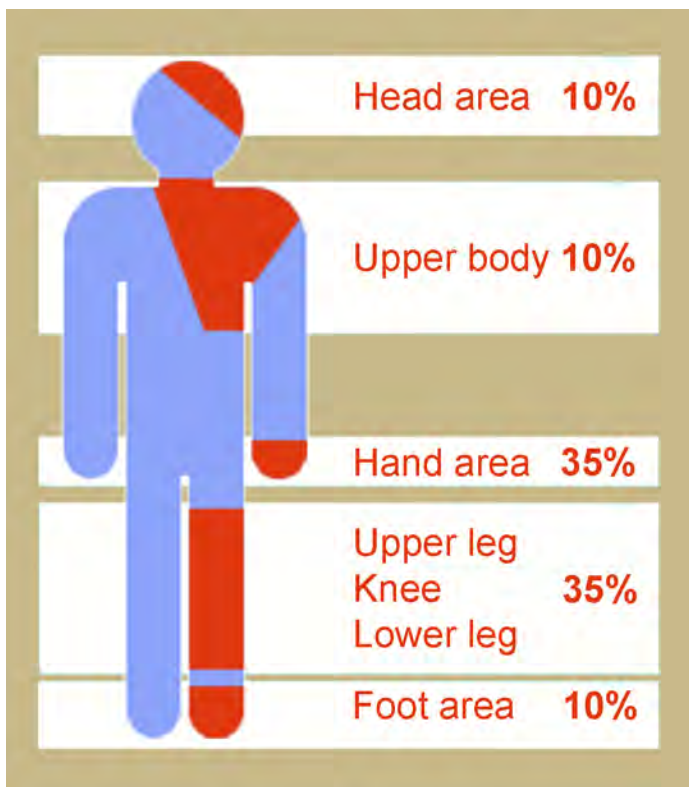 Head area 10%
Upper body 10%
Hand area 35%
Upper leg
Knee 35%
Lower leg
Foot area 10%